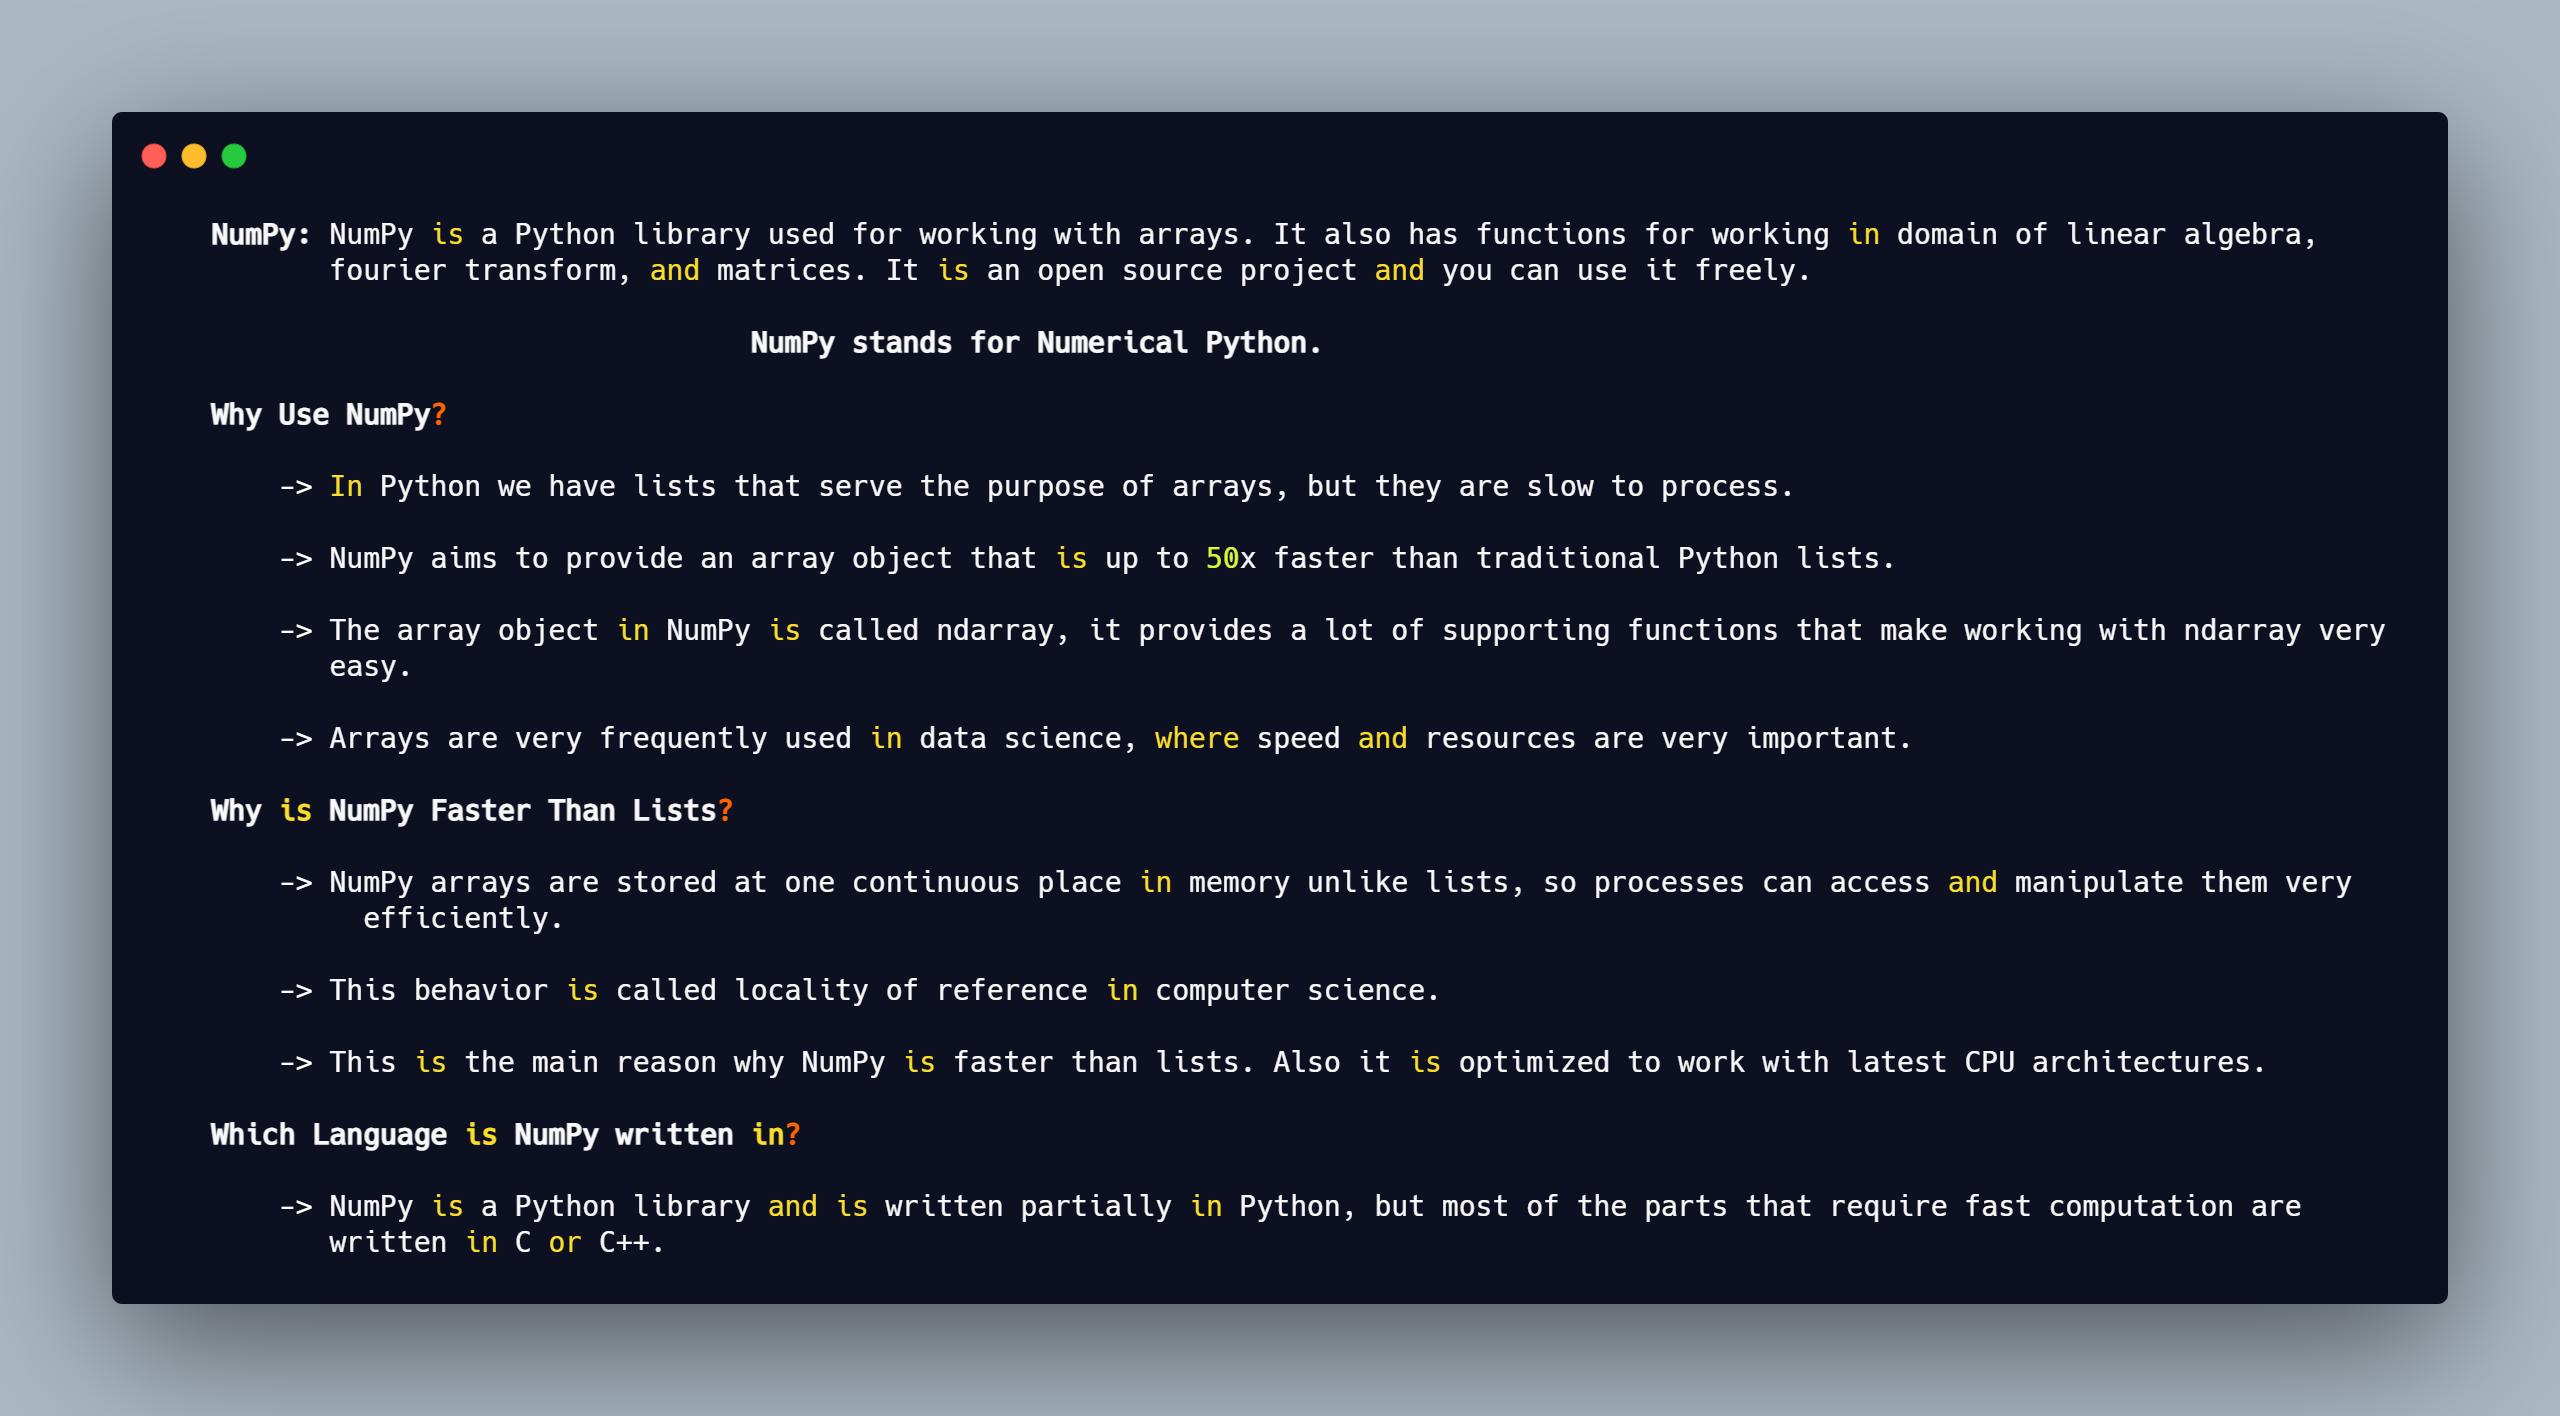 NumPy: NumPy is a Python library used for working with arrays. It also has functions for working in domain of linear algebra,
fourier transform, and matrices. It is an open source project and you can use it freely.
NumPy stands for Numerical Python.
Why Use NumPy?
-> In Python we have lists that serve the purpose of arrays, but they are slow to process.
-> NumPy aims to provide an array object that is up to 50x faster than traditional Python lists.
-> The array object in NumPy is called ndarray, it provides a lot of supporting functions that make working with ndarray very
easy.
-> Arrays are very frequently used in data science, where speed and resources are very important.
Why is NumPy Faster Than Lists?
-> NumPy arrays are stored at one continuous place in memory unlike lists, so processes can access and manipulate them very
efficiently.
-> This behavior is called locality of reference in computer science.
-> This is the main reason why NumPy is faster than lists. Also it is optimized to work with latest CPU architectures.
Which Language is NumPy written in?
-> NumPy is a Python library and is written partially in Python, but most of the parts that require fast computation are
written in C or C++.